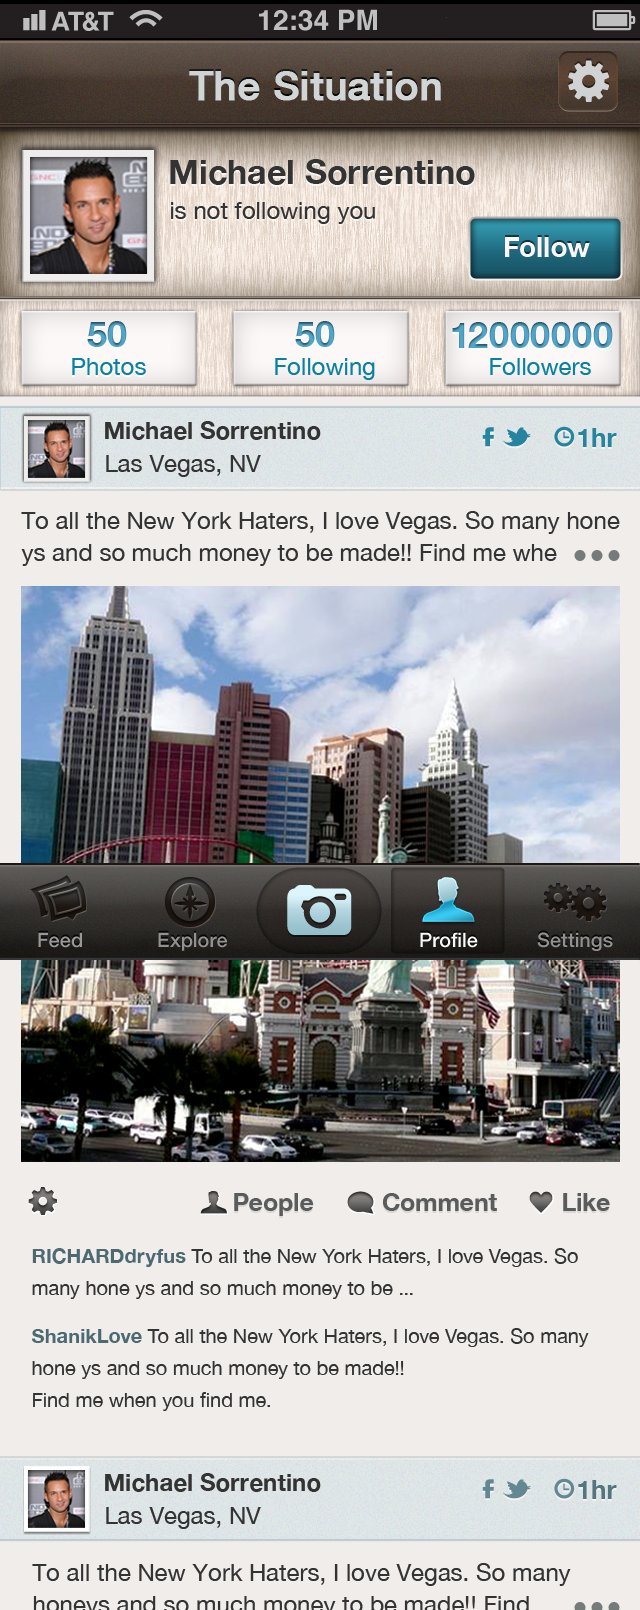 AT&T 12:34 PM
The Situation
Michael Sorrentino
is not following you
Follow
50 50 12000000
Photos Following Followers
Michael Sorrentino
Las Vegas, NV
1hr
To all the New York Haters, I love Vegas. So many hone
ys and so much money to be made!! Find me whe
Feed Explore Profile Settings
People Comment Like
RICHARDdryfus To all the New York Haters, I love Vegas. So
many hone ys and so much money to be ...
ShanikLove To all the New York Haters, I love Vegas. So many
hone ys and so much money to be made!!
Find me when you find me.
Michael Sorrentino
Las Vegas, NV
1hr
To all the New York Haters, I love Vegas. So many
honeys and so much money to be made!! Find